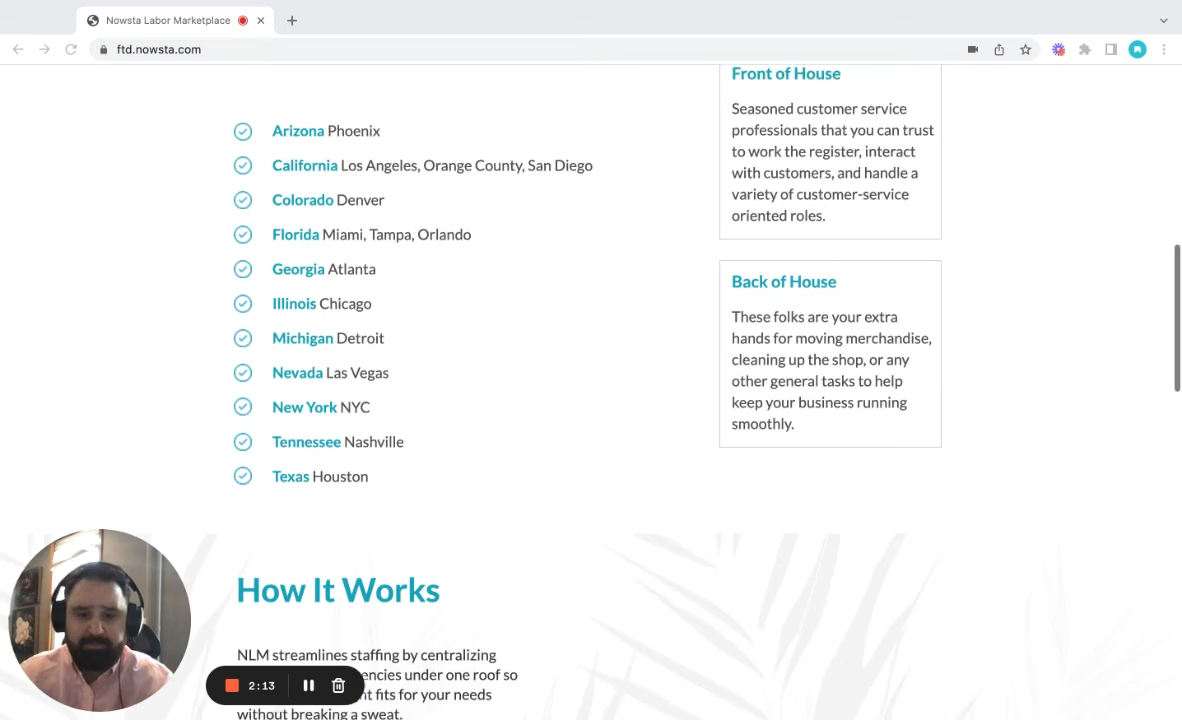 Nowsta Labor Marketplace
ftd.nowsta.com
Arizona Phoenix
California Los Angeles, Orange County, San Diego
Colorado Denver
Florida Miami, Tampa, Orlando
Georgia Atlanta
Illinois Chicago
Michigan Detroit
Nevada Las Vegas
New York NYC
Tennessee Nashville
Texas Houston
Front of House
Seasoned customer service
professionals that you can trust
to work the register, interact
with customers, and handle a
variety of customer-service
oriented roles.
Back of House
These folks are your extra
hands for moving merchandise,
cleaning up the shop, or any
other general tasks to help
keep your business running
smoothly.
How It Works
NLM streamlines staffing by centralizing
encies under one roof so
fits for your needs
without breaking a sweat.
2:13